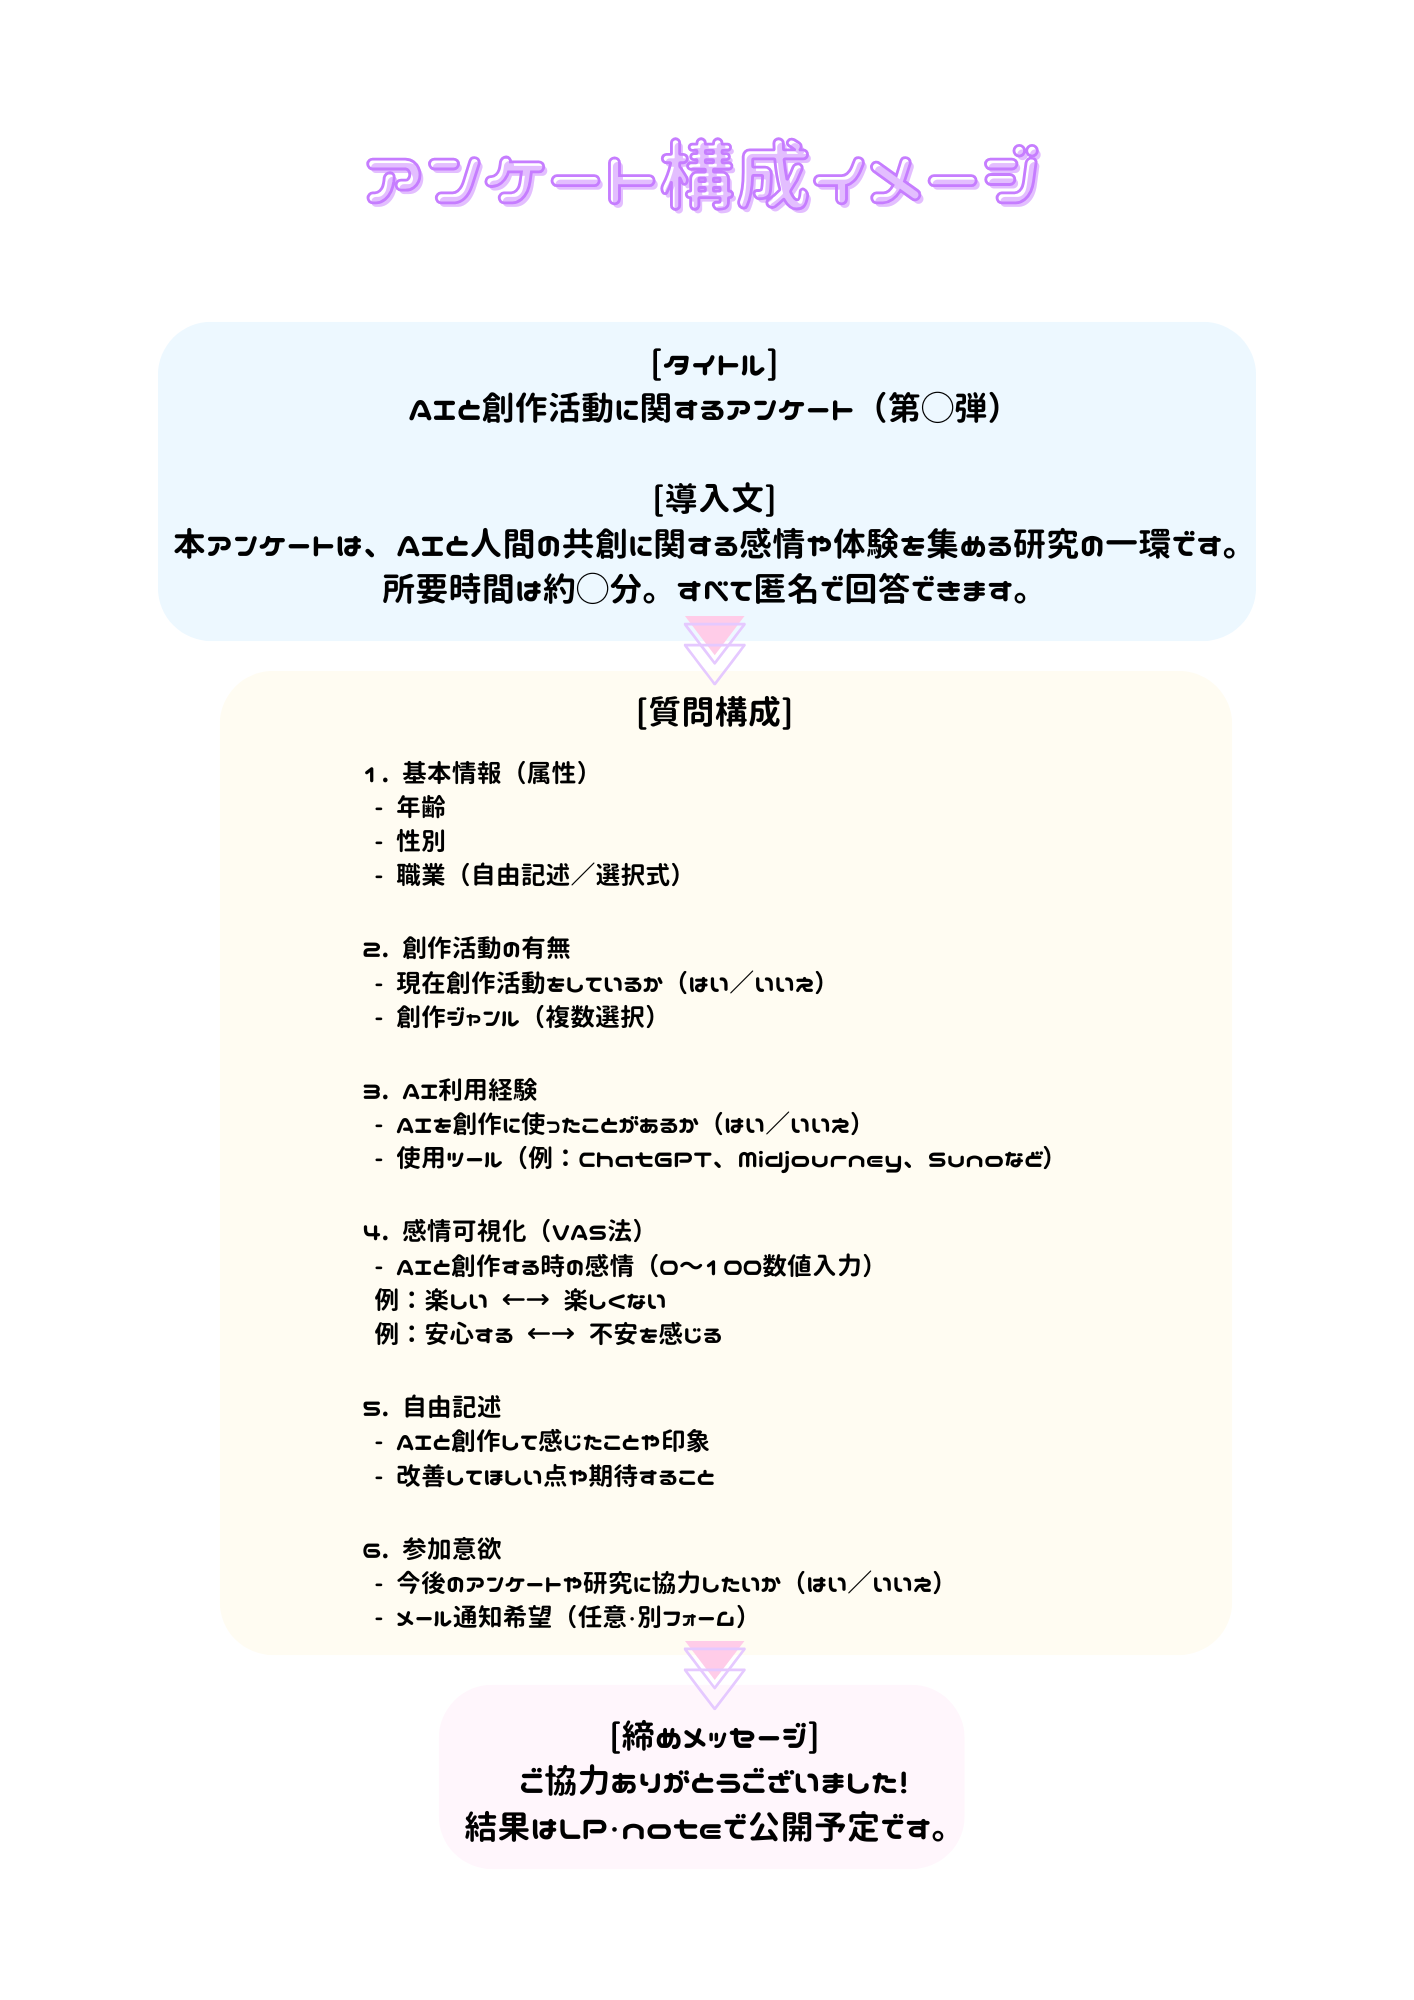 アンケート構成イメージ
[タイトル]
AIと創作活動に関するアンケート（第◯弾）
[導入文]
本アンケートは、AIと人間の共創に関する感情や体験を集める研究の一環です。
所要時間は約◯分。すべて匿名で回答できます。
[質問構成]
1. 基本情報（属性）
- 年齢
- 性別
- 職業（自由記述／選択式）
2. 創作活動の有無
- 現在創作活動をしているか（はい／いいえ）
- 創作ジャンル（複数選択）
3. AI利用経験
- AIを創作に使ったことがあるか（はい／いいえ）
- 使用ツール（例：ChatGPT、Midjourney、Sunoなど）
4. 感情可視化（VAS法）
- AIと創作する時の感情（0〜100数値入力）
例：楽しい ←→ 楽しくない
例：安心する ←→ 不安を感じる
5. 自由記述
- AIと創作して感じたことや印象
- 改善してほしい点や期待すること
6. 参加意欲
- 今後のアンケートや研究に協力したいか（はい／いいえ）
- メール通知希望（任意・別フォーム）
[締めメッセージ]
ご協力ありがとうございました!
結果はLP・noteで公開予定です。